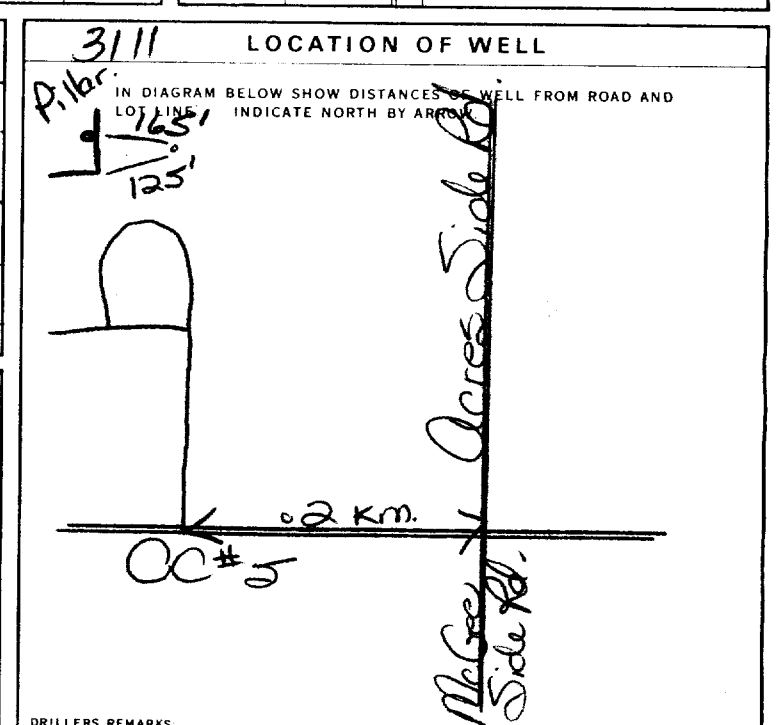 3111
LOCATION OF WELL
Pillar.
IN DIAGRAM BELOW SHOW DISTANCES OF WELL FROM ROAD AND
LOT LINE. INDICATE NORTH BY ARROW.
165'
125'
Acres Side Rd.
.2 Km.
OC #5
McGee
Side Rd.
DRILLERS REMARKS